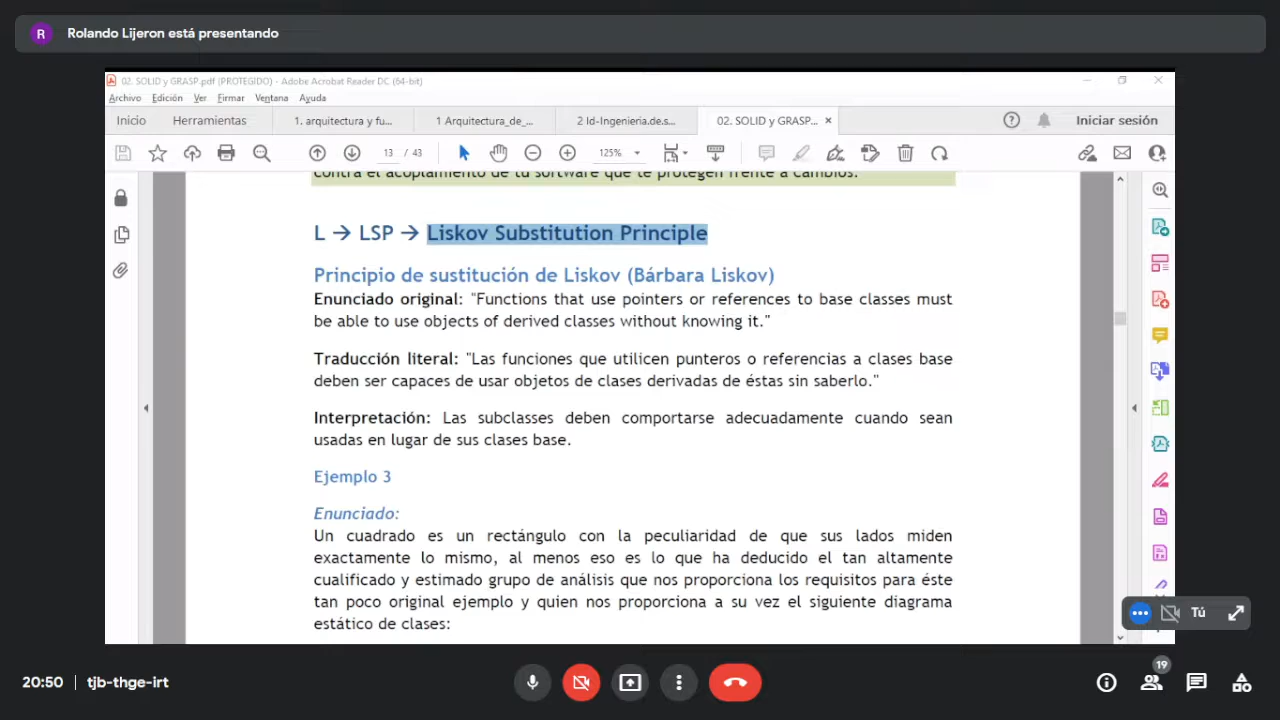 R Rolando Lijeron está presentando
02. SOLID y GRASP.pdf (PROTEGIDO) - Adobe Acrobat Reader DC (64-bit)
Archivo Edición Ver Firmar Ventana Ayuda
Inicio Herramientas 1. arquitectura y fu... 1 Arquitectura_de_... 2 Id-Ingenieria.de.s... 02. SOLID y GRASP... × Iniciar sesión
13 / 43 125%
contra el acoplamiento de tu software que te protegen frente a cambios.
L → LSP → Liskov Substitution Principle
Principio de sustitución de Liskov (Bárbara Liskov)
Enunciado original: "Functions that use pointers or references to base classes must
be able to use objects of derived classes without knowing it."
Traducción literal: "Las funciones que utilicen punteros o referencias a clases base
deben ser capaces de usar objetos de clases derivadas de éstas sin saberlo."
Interpretación: Las subclasses deben comportarse adecuadamente cuando sean
usadas en lugar de sus clases base.
Ejemplo 3
Enunciado:
Un cuadrado es un rectángulo con la peculiaridad de que sus lados miden
exactamente lo mismo, al menos eso es lo que ha deducido el tan altamente
cualificado y estimado grupo de análisis que nos proporciona los requisitos para éste
tan poco original ejemplo y quien nos proporciona a su vez el siguiente diagrama
estático de clases:
Tú
20:50 | tjb-thge-irt
19